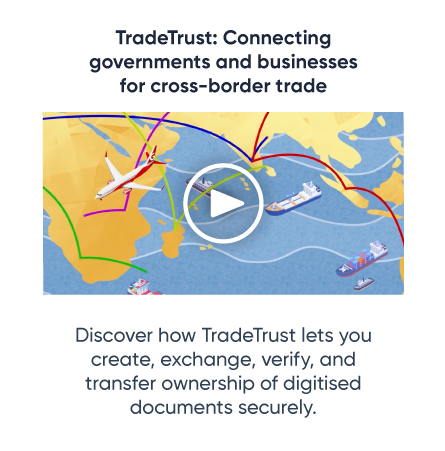 TradeTrust: Connecting
governments and businesses
for cross-border trade
Discover how TradeTrust lets you
create, exchange, verify, and
transfer ownership of digitised
documents securely.